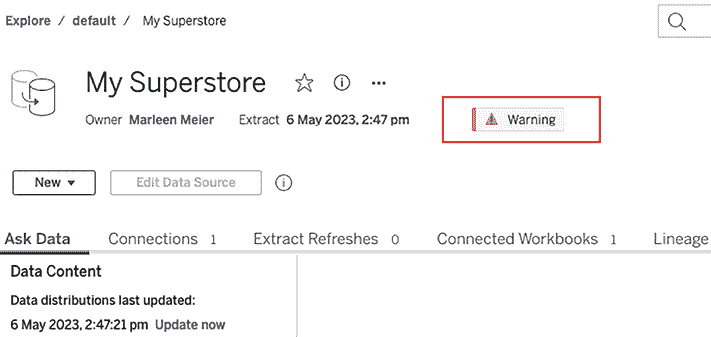 Explore / default / My Superstore
My Superstore
Owner Marleen Meier Extract 6 May 2023, 2:47 pm Warning
New Edit Data Source
Ask Data Connections 1 Extract Refreshes 0 Connected Workbooks 1 Lineage
Data Content
Data distributions last updated:
6 May 2023, 2:47:21 pm Update now